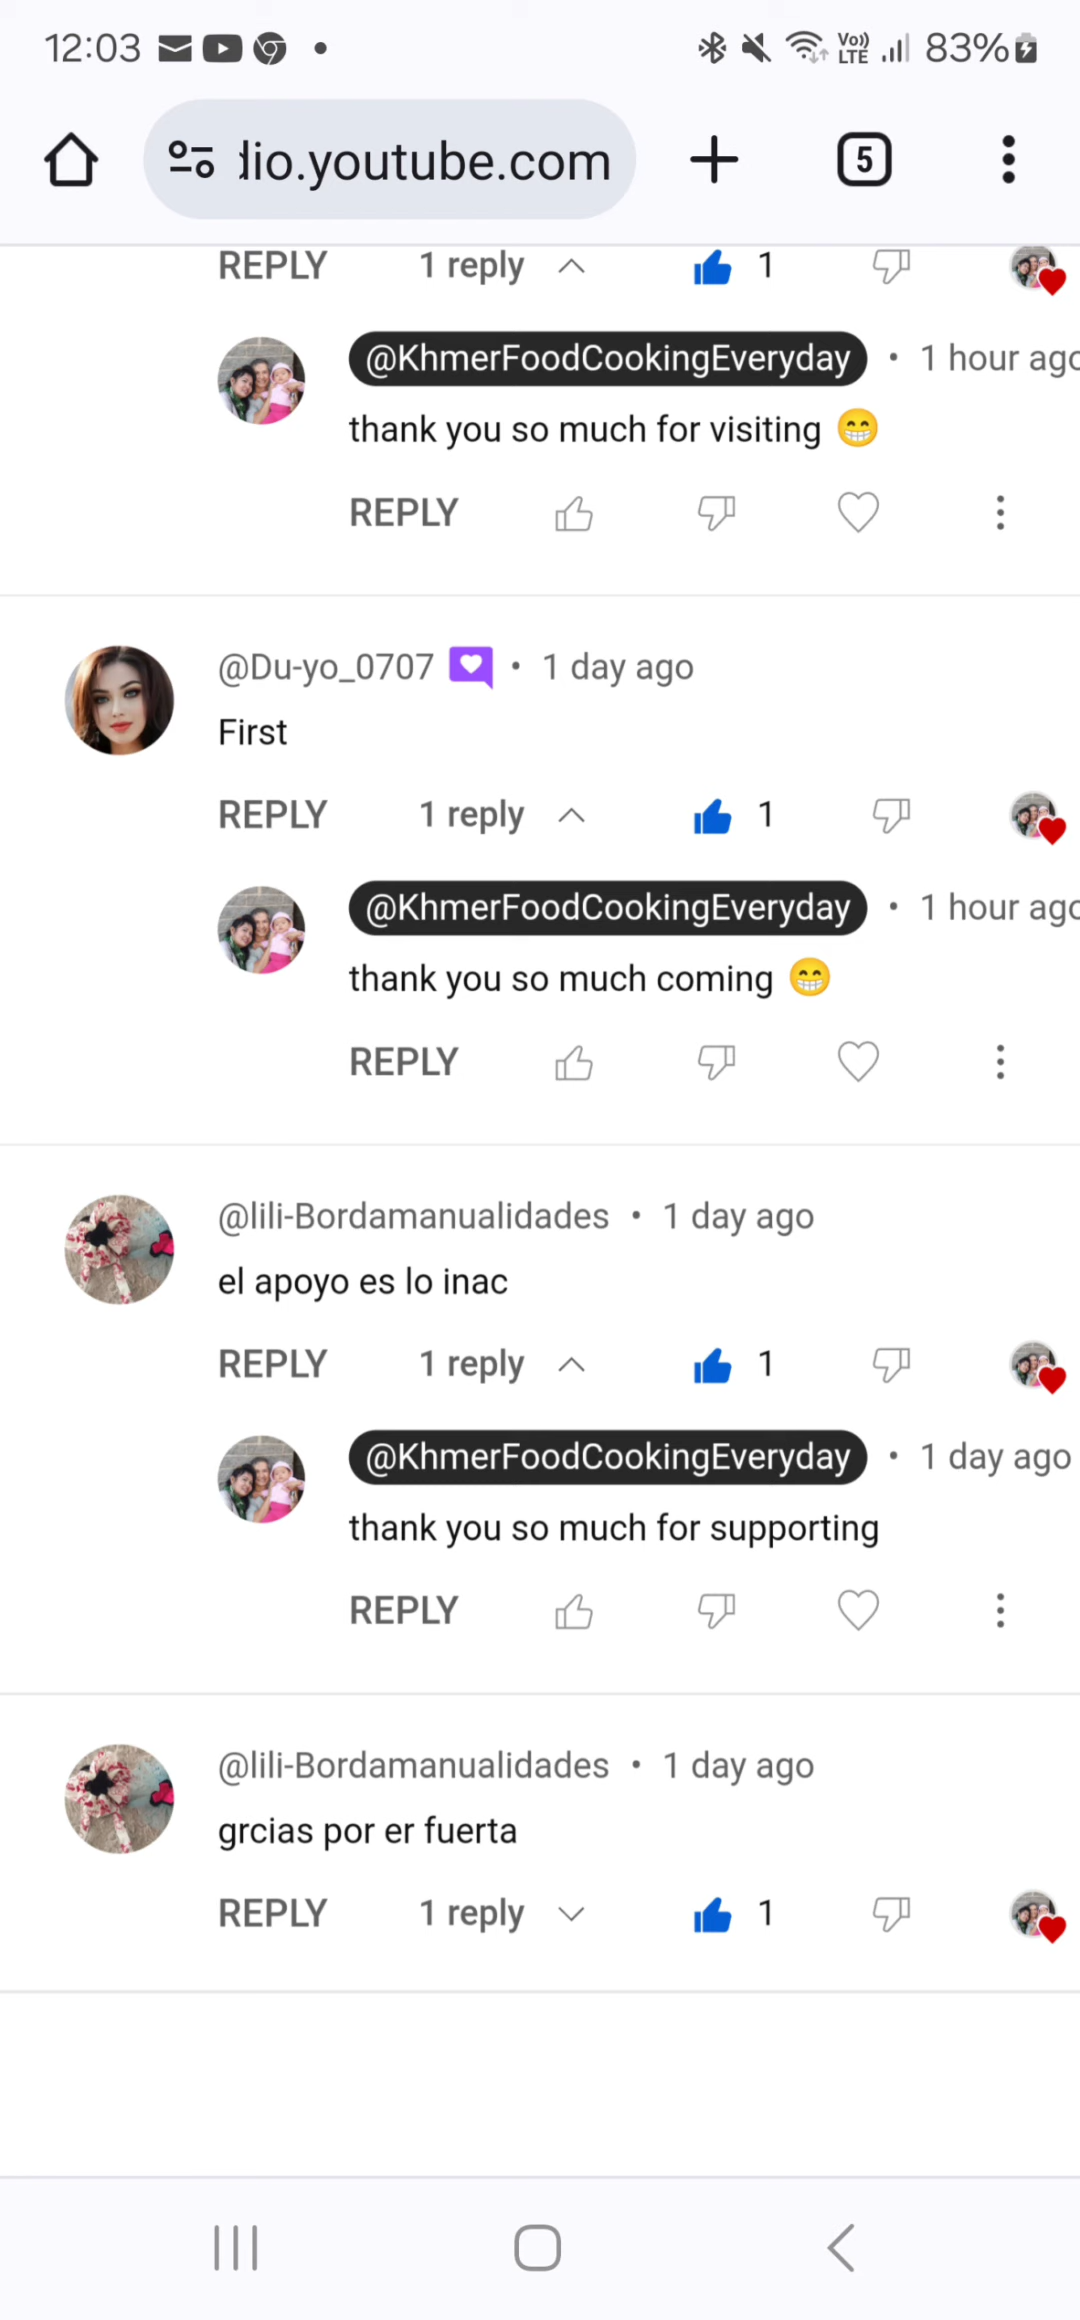 12:03 Vo)) LTE 83%
lio.youtube.com 5
REPLY 1 reply 1
@KhmerFoodCookingEveryday • 1 hour ago
thank you so much for visiting 😁
REPLY
@Du-yo_0707 • 1 day ago
First
REPLY 1 reply 1
@KhmerFoodCookingEveryday • 1 hour ago
thank you so much coming 😁
REPLY
@lili-Bordamanualidades • 1 day ago
el apoyo es lo inac
REPLY 1 reply 1
@KhmerFoodCookingEveryday • 1 day ago
thank you so much for supporting
REPLY
@lili-Bordamanualidades • 1 day ago
grcias por er fuerta
REPLY 1 reply 1